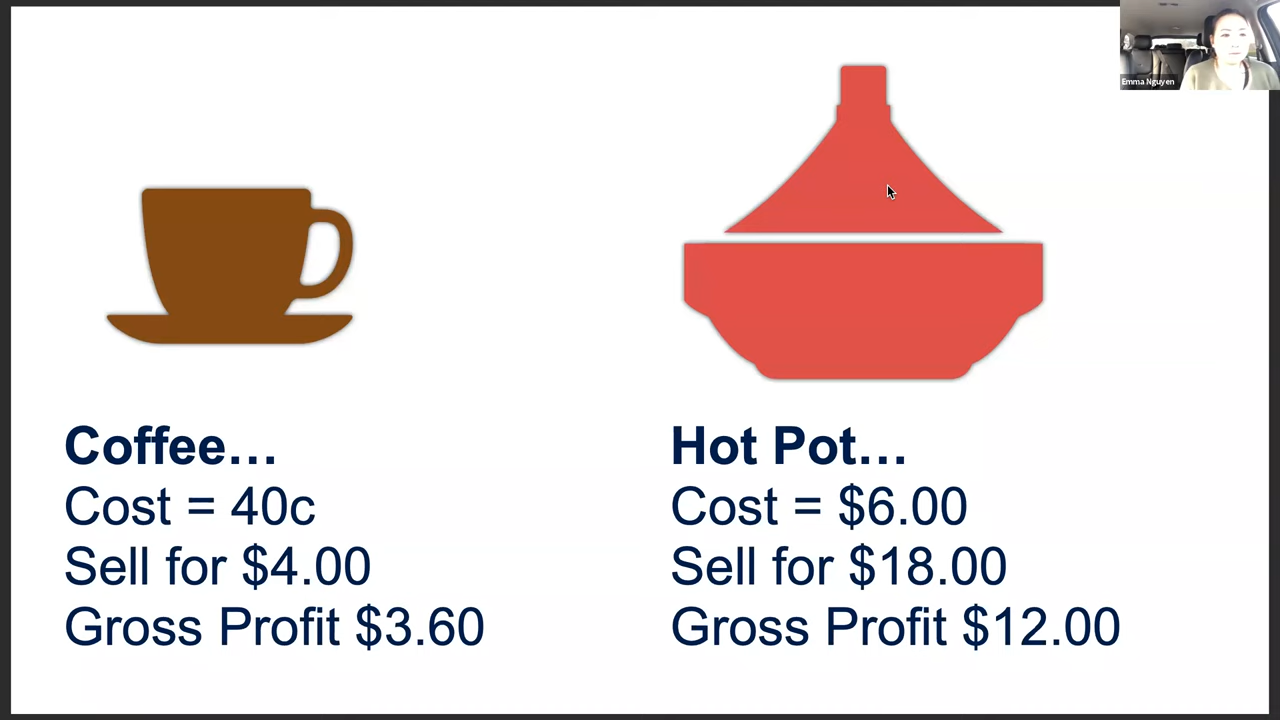 Emma Nguyen
Coffee…
Cost = 40c
Sell for $4.00
Gross Profit $3.60
Hot Pot…
Cost = $6.00
Sell for $18.00
Gross Profit $12.00